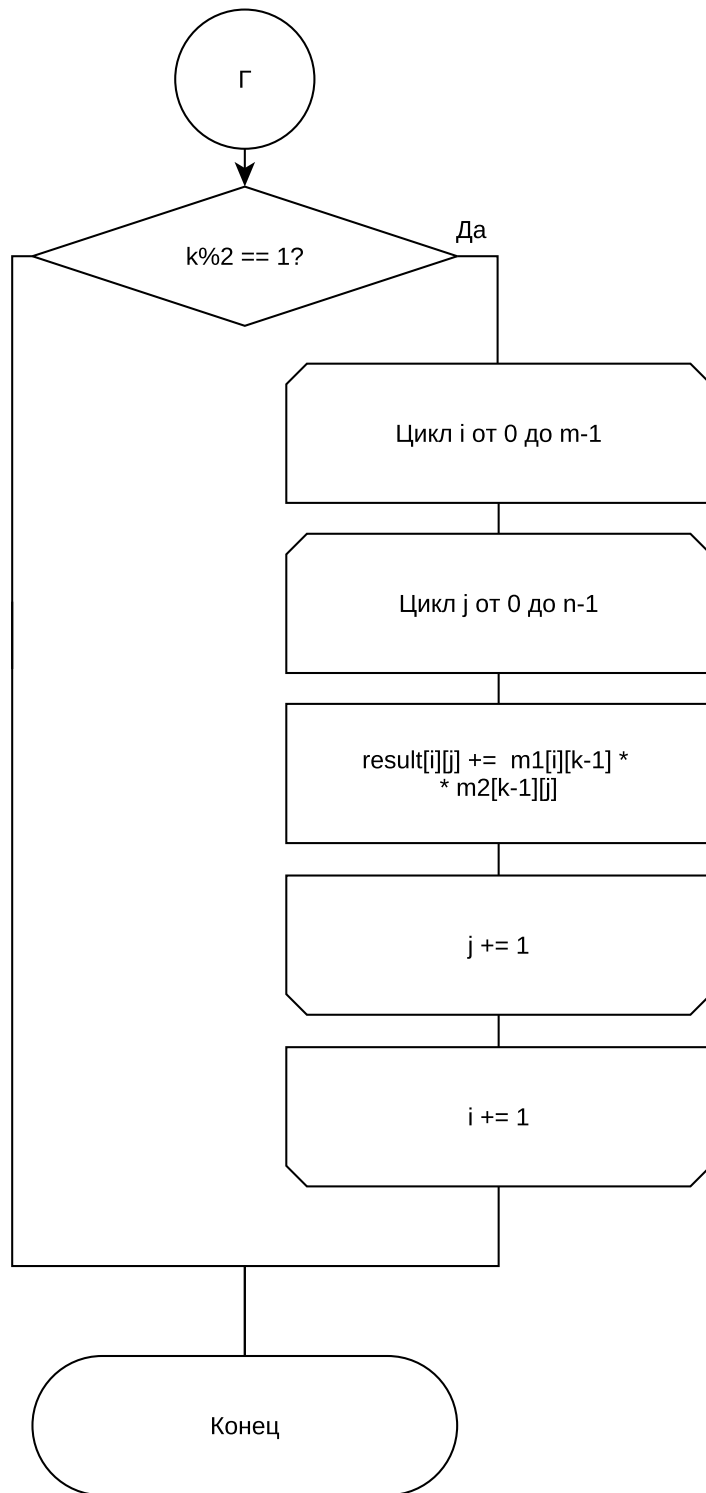 Г
Да
k%2 == 1?
Цикл i от 0 до m-1
Цикл j от 0 до n-1
result[i][j] +=  m1[i][k-1] *
* m2[k-1][j]
j += 1
i += 1
Конец